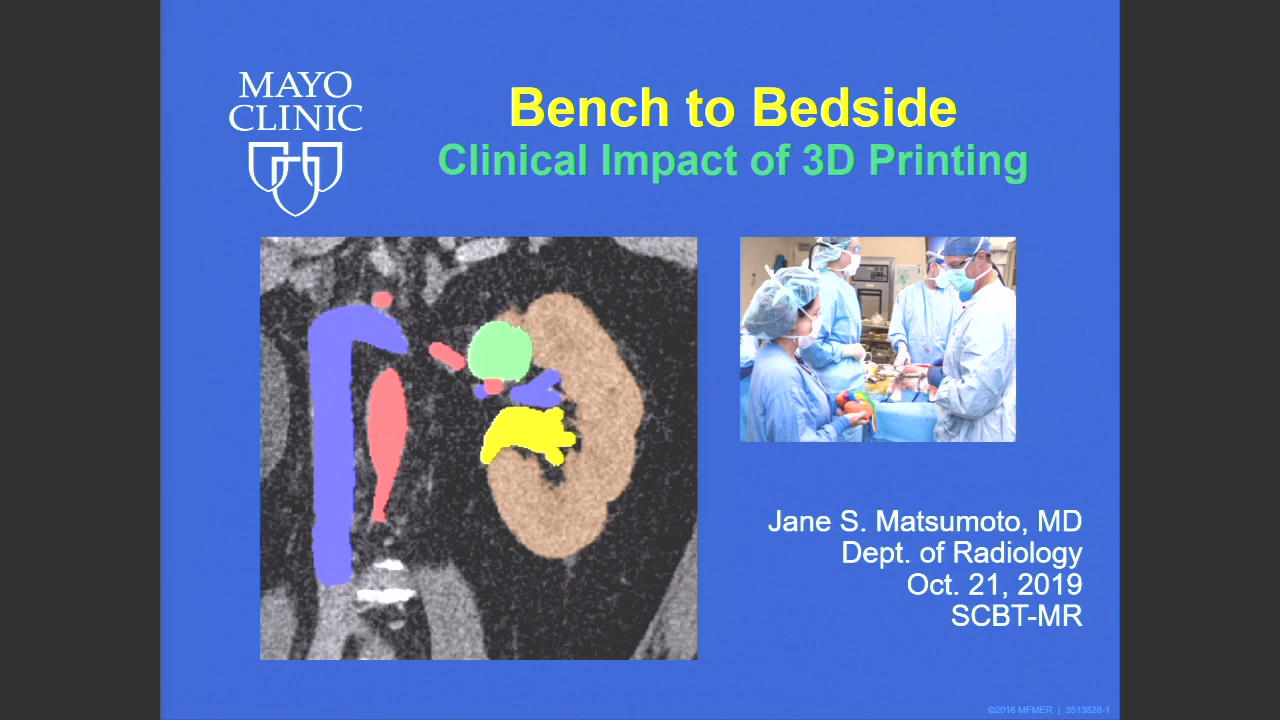 MAYO
CLINIC
Bench to Bedside
Clinical Impact of 3D Printing
Jane S. Matsumoto, MD
Dept. of Radiology
Oct. 21, 2019
SCBT-MR
©2016 MFMER | 3513828-1